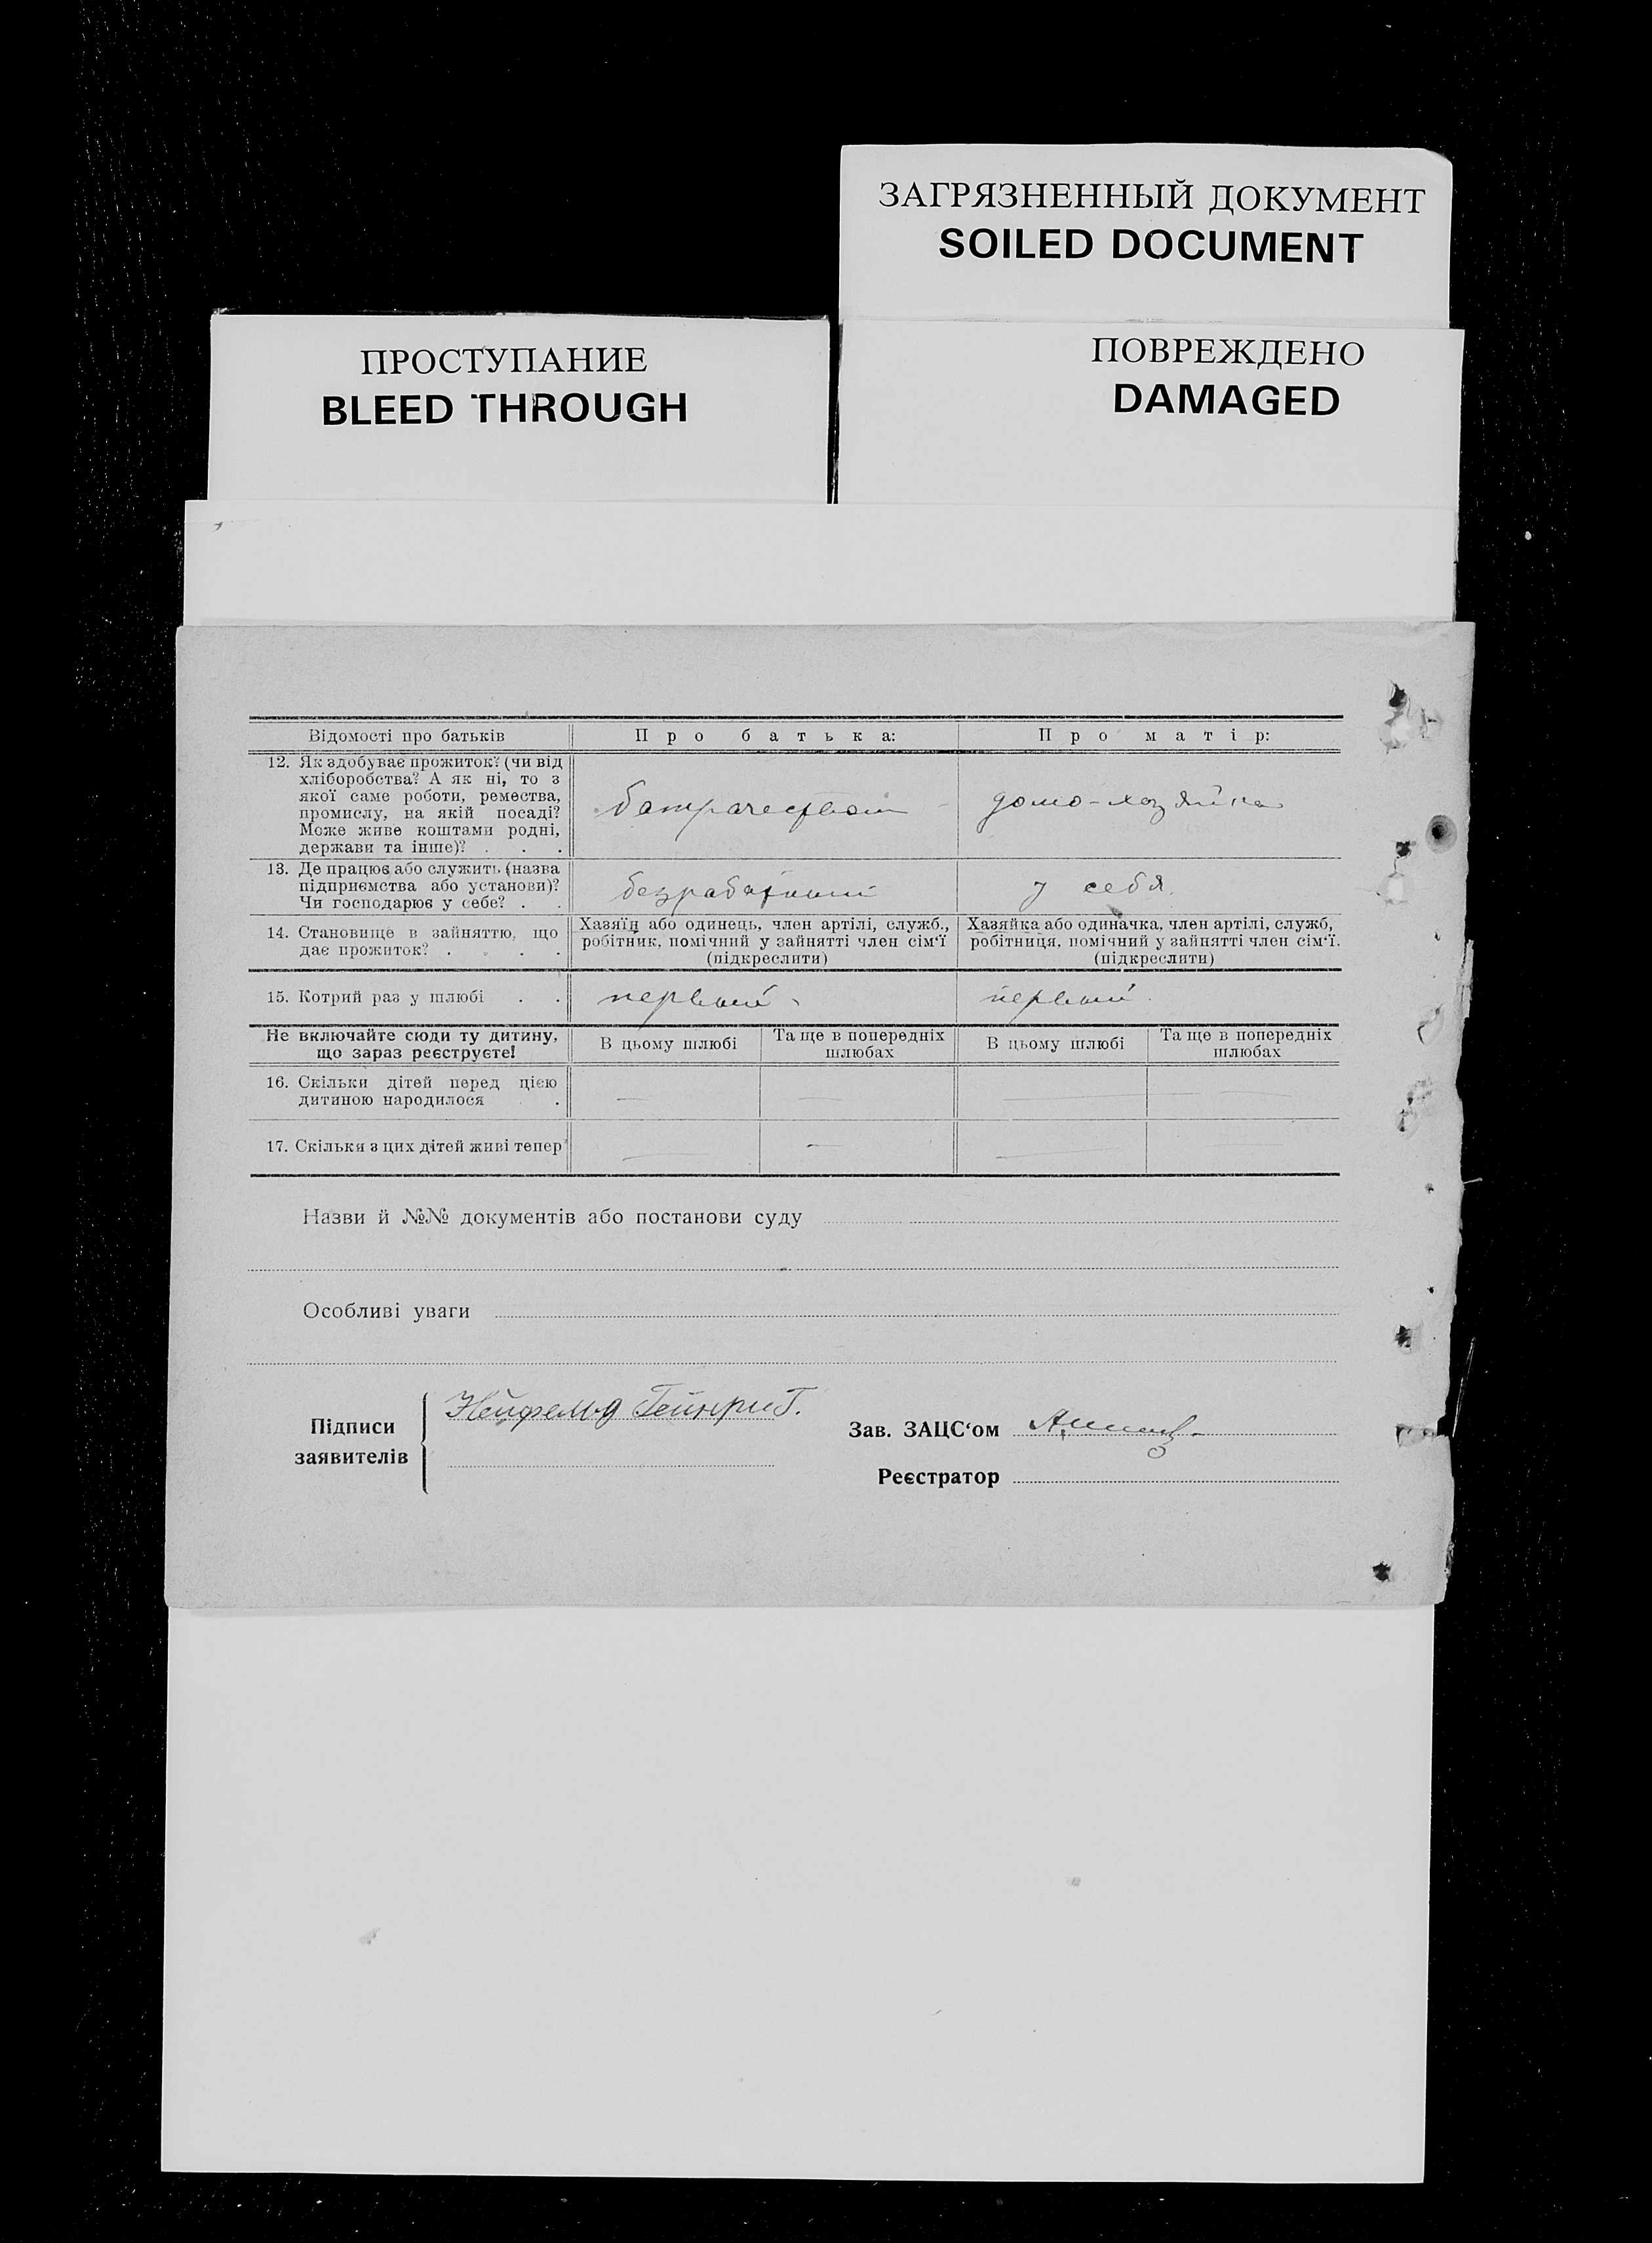 ЗАГРЯЗНЕННЫЙ ДОКУМЕНТ
SOILED DOCUMENT
ПРОСТУПАНИЕ
BLEED THROUGH
ПОВРЕЖДЕНО
DAMAGED
Відомості про батьків
Про батька:
Про матір:
12. Як здобуває прожиток? (чи від
хліборобства? А як ні, то з
якої саме роботи, ремества,
промислу, на якій посаді?
Може живе коштами родні,
держави та інше)? . . .
батрачеством
домо-хозяйка
13. Де працює або служить (назва
підприємства або установи)?
Чи господарює у себе? . .
безработний
у себя.
14. Становище в зайняттю, що
дає прожиток? . . . .
Хазяїн або одинець, член артілі, служб.,
робітник, помічний у зайнятті член сім‘ї
(підкреслити)
Хазяйка або одиначка, член артілі, служб,
робітниця, помічний у зайнятті член сім‘ї.
(підкреслити)
15. Котрий раз у шлюбі . .
первый
первый
Не включайте сюди ту дитину,
що зараз реєструєте!
В цьому шлюбі
Та ще в попередніх
шлюбах
В цьому шлюбі
Та ще в попередніх
шлюбах
16. Скільки дітей перед цією
дитиною народилося .
— — — —
17. Скільки з цих дітей живі тепер
— — —
Назви й №№ документів або постанови суду
Особливі уваги
Підписи
заявителів
Нейфельд Гейнриг.
Зав. ЗАЦС‘ом
Реєстратор